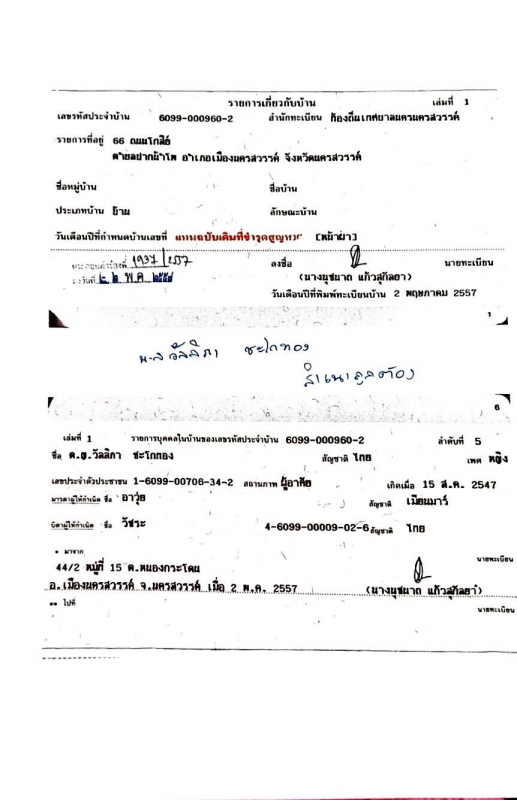 รายการเกี่ยวกับบ้าน เล่มที่ 1
เลขรหัสประจำบ้าน 6099-000960-2 สำนักทะเบียน ท้องถิ่นเทศบาลนครนครสวรรค์
รายการที่อยู่ 66 ถนนโกสีย์
ตำบลปากน้ำโพ อำเภอเมืองนครสวรรค์ จังหวัดนครสวรรค์
ชื่อหมู่บ้าน ชื่อบ้าน
ประเภทบ้าน บ้าน ลักษณะบ้าน
วันเดือนปีที่กำหนดบ้านเลขที่ แทนฉบับเดิมที่ชำรุดสูญหาย
ลงชื่อ นายทะเบียน
1937/2557
๒๒ พ.ค. ๒๕๕๗
(นางนุชนาถ แก้วสุกัลยา)
วันเดือนปีที่พิมพ์ทะเบียนบ้าน 2 พฤษภาคม 2557
1
น.ส วัลลิภา ชะโกทอง
สำเนาถูกต้อง
6
เล่มที่ 1 รายการบุคคลในบ้านของเลขรหัสประจำบ้าน 6099-000960-2 ลำดับที่ 5
ชื่อ ด.ญ.วัลลิภา ชะโกทอง สัญชาติ ไทย เพศ หญิง
เลขประจำตัวประชาชน 1-6099-00706-34-2 สถานภาพ ผู้อาศัย เกิดเมื่อ 15 ส.ค. 2547
มารดาผู้ให้กำเนิด ชื่อ อาวุ่ย สัญชาติ เมียนมาร์
บิดาผู้ให้กำเนิด ชื่อ วัชระ 4-6099-00009-02-6 สัญชาติ ไทย
* มาจาก นายทะเบียน
44/2 หมู่ที่ 15 ต.หนองกระโดน
อ.เมืองนครสวรรค์ จ.นครสวรรค์ เมื่อ 2 พ.ค. 2557 (นางนุชนาถ แก้วสุกัลยา)
** ไปที่ นายทะเบียน